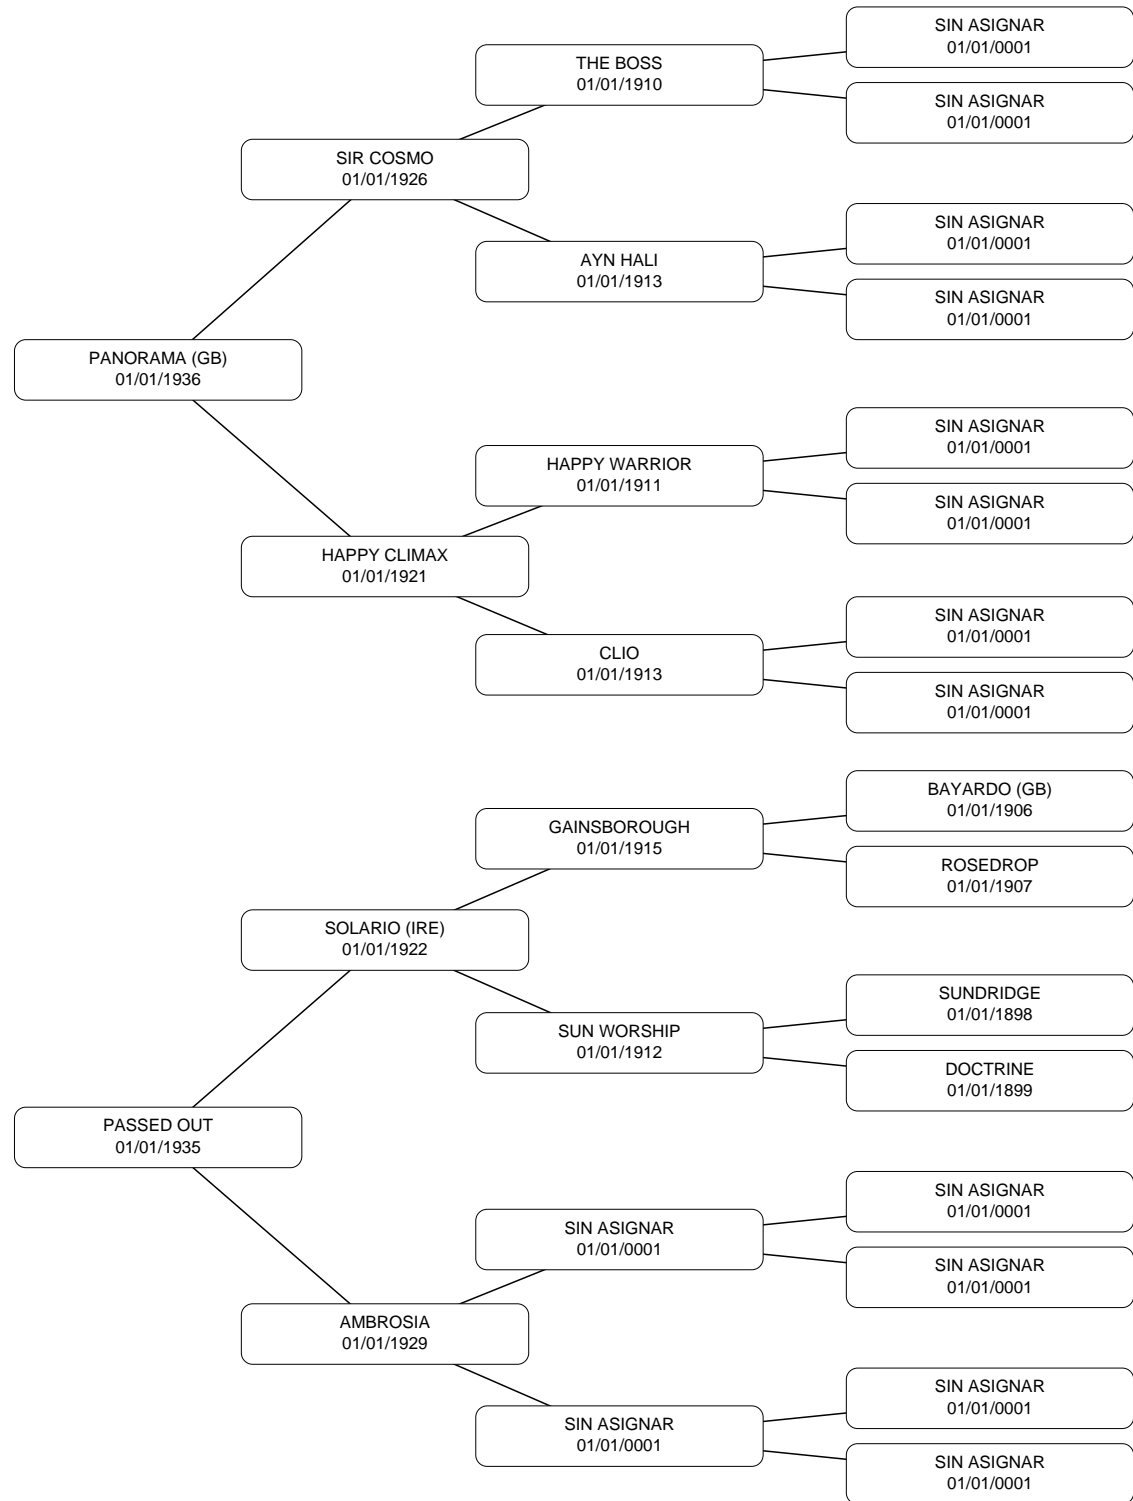 SIN ASIGNAR
01/01/0001
THE BOSS
01/01/1910
SIN ASIGNAR
01/01/0001
SIR COSMO
01/01/1926
SIN ASIGNAR
01/01/0001
AYN HALI
01/01/1913
SIN ASIGNAR
01/01/0001
PANORAMA (GB)
01/01/1936
SIN ASIGNAR
01/01/0001
HAPPY WARRIOR
01/01/1911
SIN ASIGNAR
01/01/0001
HAPPY CLIMAX
01/01/1921
SIN ASIGNAR
01/01/0001
CLIO
01/01/1913
SIN ASIGNAR
01/01/0001
BAYARDO (GB)
01/01/1906
GAINSBOROUGH
01/01/1915
ROSEDROP
01/01/1907
SOLARIO (IRE)
01/01/1922
SUNDRIDGE
01/01/1898
SUN WORSHIP
01/01/1912
DOCTRINE
01/01/1899
PASSED OUT
01/01/1935
SIN ASIGNAR
01/01/0001
SIN ASIGNAR
01/01/0001
SIN ASIGNAR
01/01/0001
AMBROSIA
01/01/1929
SIN ASIGNAR
01/01/0001
SIN ASIGNAR
01/01/0001
SIN ASIGNAR
01/01/0001